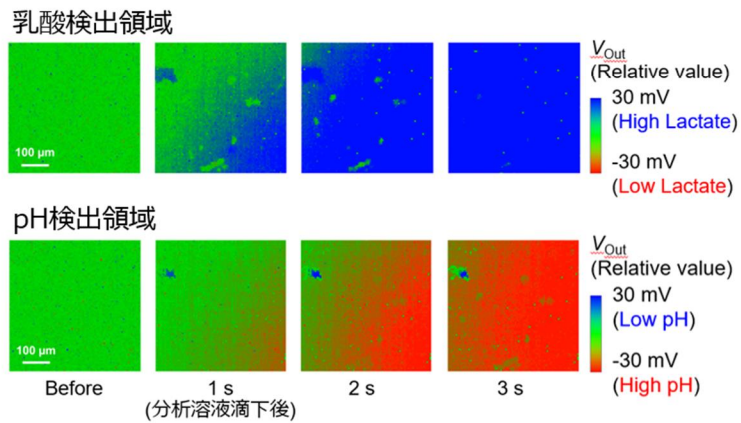 乳酸検出領域
VOut
(Relative value)
30 mV
(High Lactate)
-30 mV
(Low Lactate)
100 μm
pH検出領域
VOut
(Relative value)
30 mV
(Low pH)
-30 mV
(High pH)
100 μm
Before
1 s
2 s
3 s
(分析溶液滴下後)